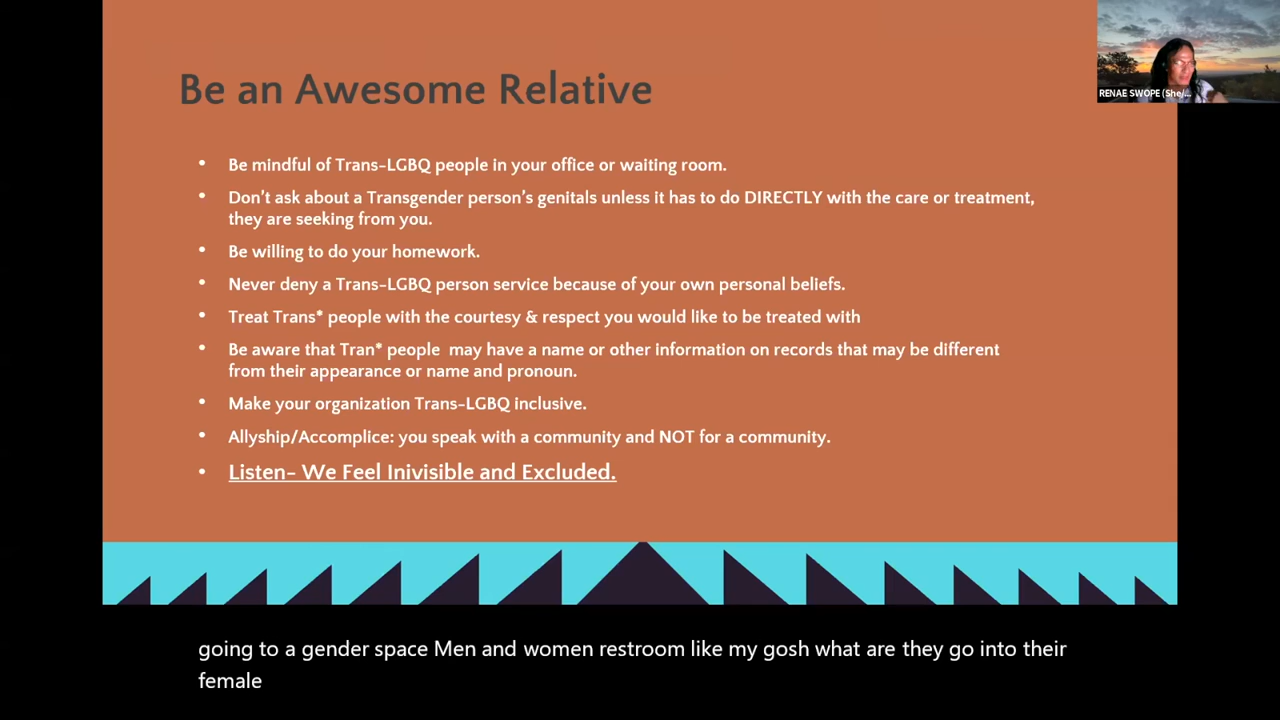 Be an Awesome Relative
RENAE SWOPE (She/...
• Be mindful of Trans-LGBQ people in your office or waiting room.
• Don't ask about a Transgender person's genitals unless it has to do DIRECTLY with the care or treatment,
they are seeking from you.
• Be willing to do your homework.
• Never deny a Trans-LGBQ person service because of your own personal beliefs.
• Treat Trans* people with the courtesy & respect you would like to be treated with
• Be aware that Tran* people may have a name or other information on records that may be different
from their appearance or name and pronoun.
• Make your organization Trans-LGBQ inclusive.
• Allyship/Accomplice: you speak with a community and NOT for a community.
• Listen- We Feel Inivisible and Excluded.
going to a gender space Men and women restroom like my gosh what are they go into their
female